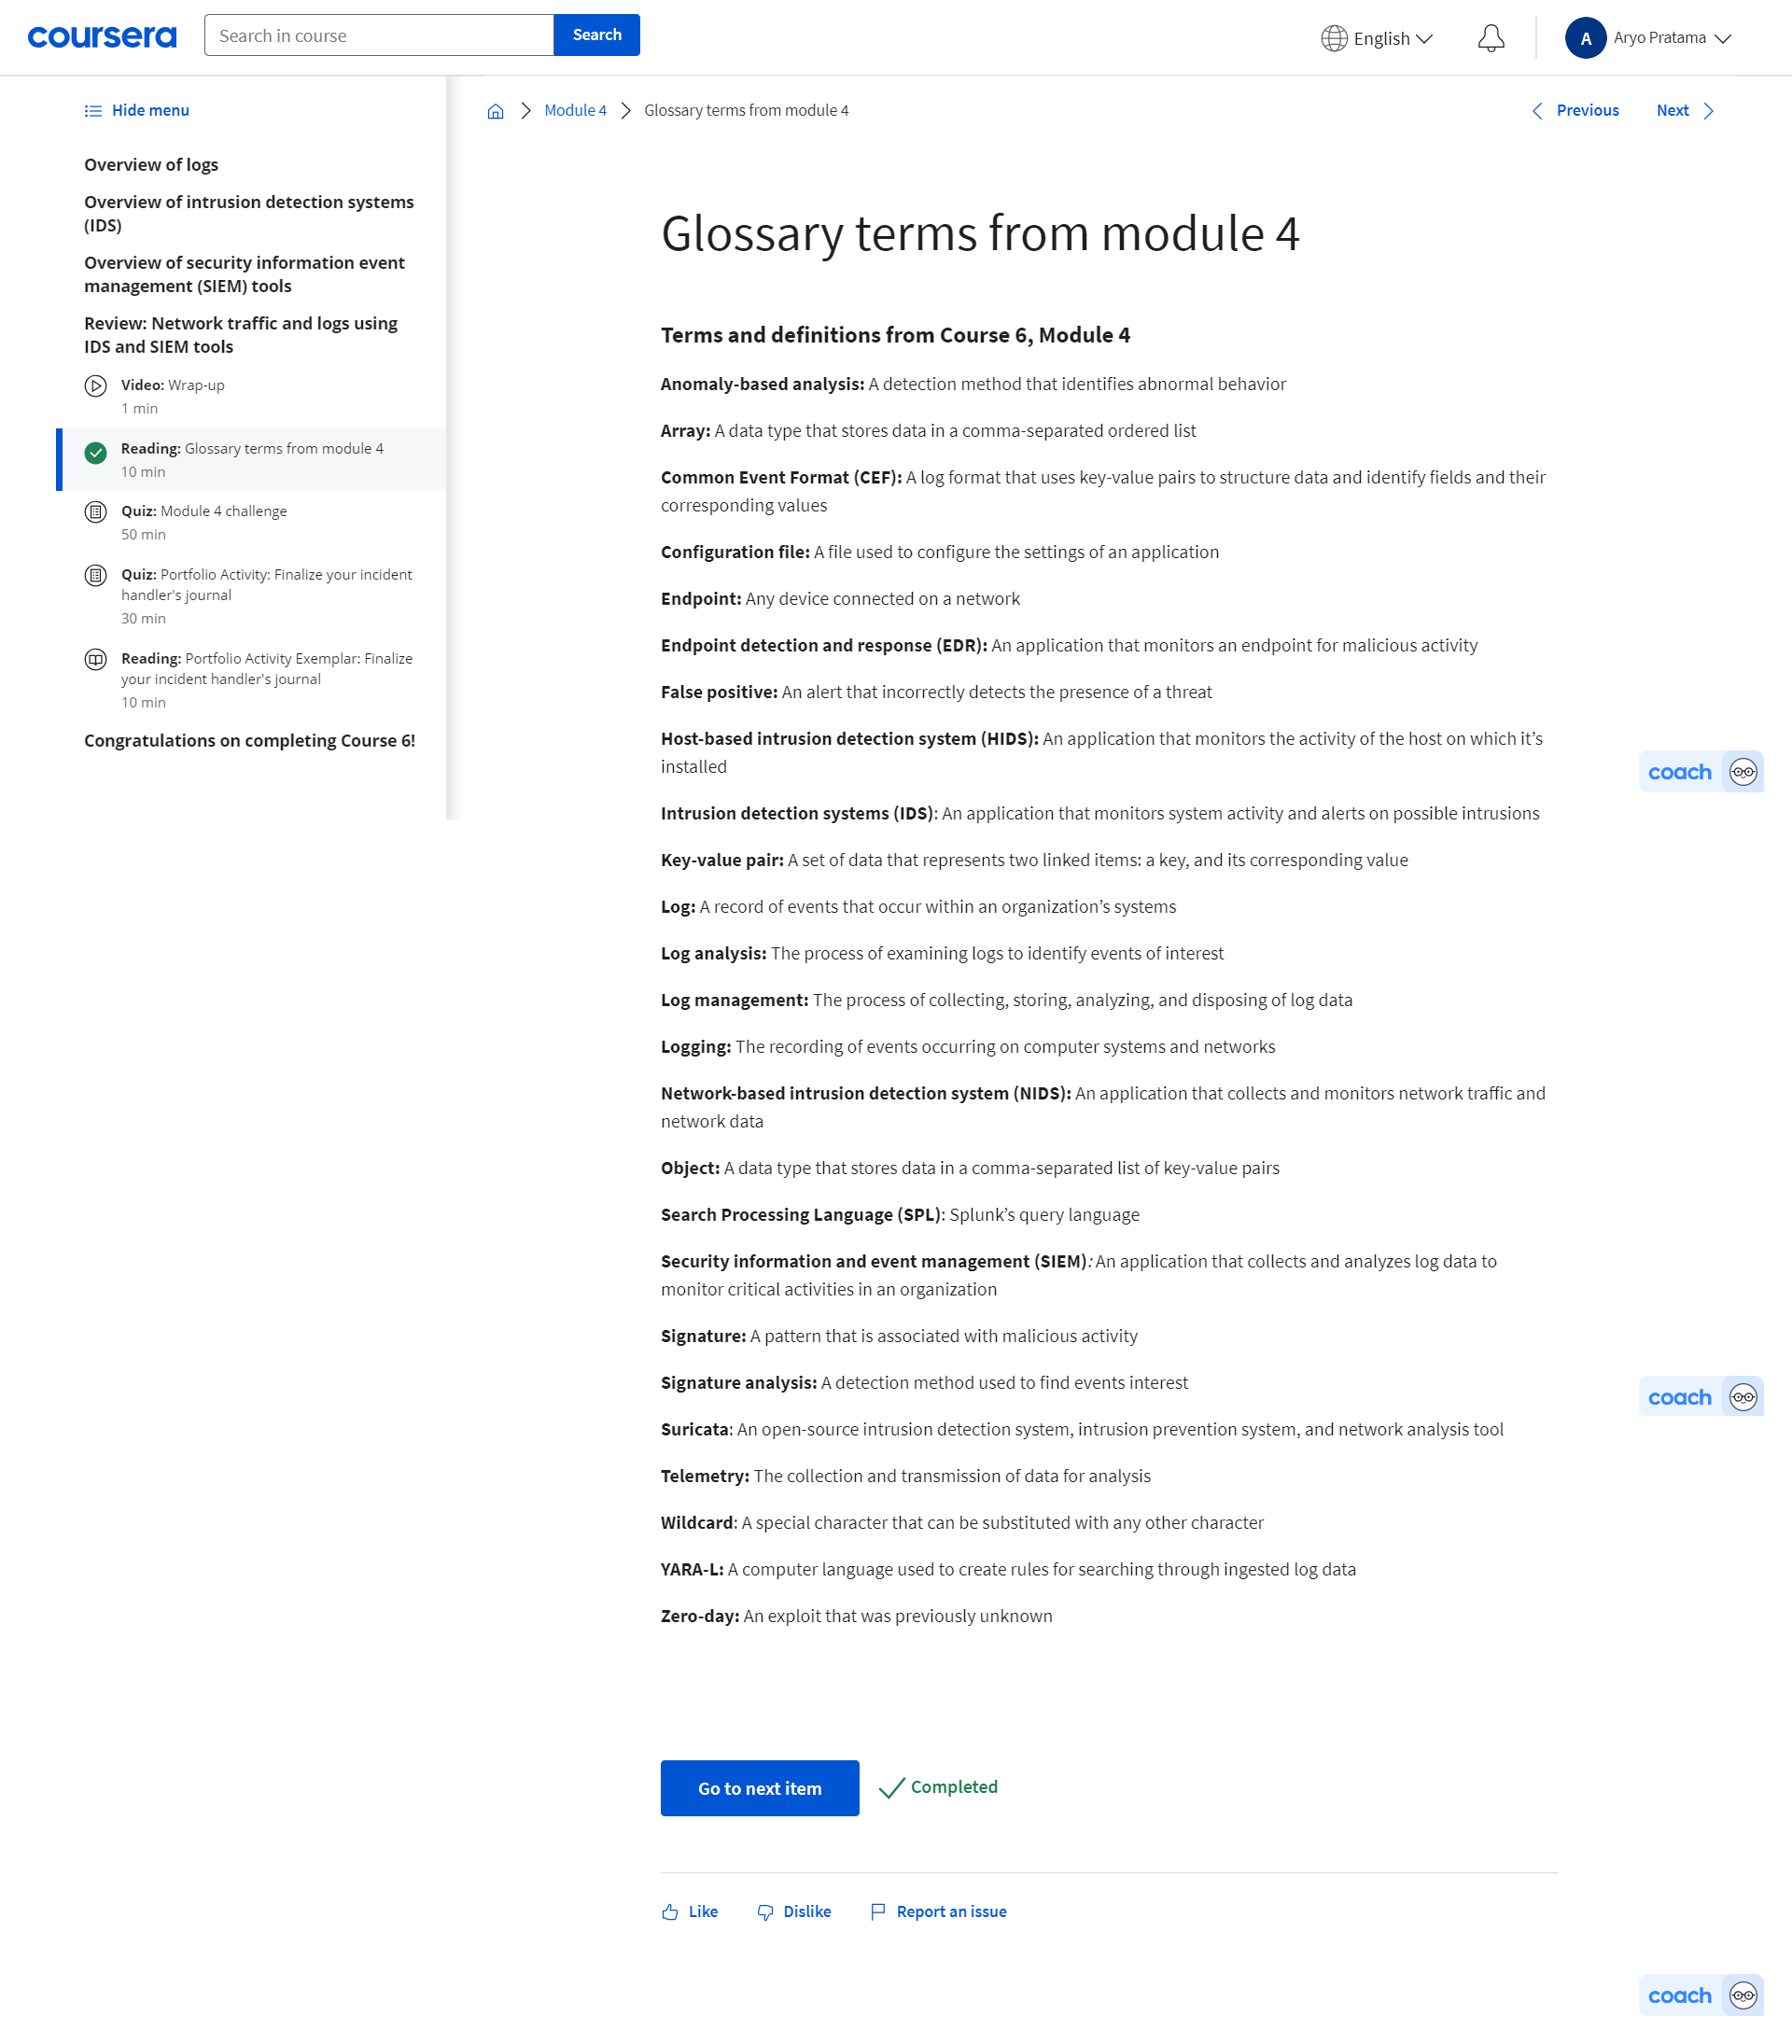 coursera
Search in course
Search
English
A
Aryo Pratama
Hide menu
Overview of logs
Overview of intrusion detection systems
(IDS)
Overview of security information event
management (SIEM) tools
Review: Network traffic and logs using
IDS and SIEM tools
Video: Wrap-up
1 min
Reading: Glossary terms from module 4
10 min
Quiz: Module 4 challenge
50 min
Quiz: Portfolio Activity: Finalize your incident
handler's journal
30 min
Reading: Portfolio Activity Exemplar: Finalize
your incident handler's journal
10 min
Congratulations on completing Course 6!
Module 4
Glossary terms from module 4
Previous
Next
Glossary terms from module 4
Terms and definitions from Course 6, Module 4
Anomaly-based analysis: A detection method that identifies abnormal behavior
Array: A data type that stores data in a comma-separated ordered list
Common Event Format (CEF): A log format that uses key-value pairs to structure data and identify fields and their
corresponding values
Configuration file: A file used to configure the settings of an application
Endpoint: Any device connected on a network
Endpoint detection and response (EDR): An application that monitors an endpoint for malicious activity
False positive: An alert that incorrectly detects the presence of a threat
Host-based intrusion detection system (HIDS): An application that monitors the activity of the host on which it’s
installed
Intrusion detection systems (IDS): An application that monitors system activity and alerts on possible intrusions
Key-value pair: A set of data that represents two linked items: a key, and its corresponding value
Log: A record of events that occur within an organization’s systems
Log analysis: The process of examining logs to identify events of interest
Log management: The process of collecting, storing, analyzing, and disposing of log data
Logging: The recording of events occurring on computer systems and networks
Network-based intrusion detection system (NIDS): An application that collects and monitors network traffic and
network data
Object: A data type that stores data in a comma-separated list of key-value pairs
Search Processing Language (SPL): Splunk’s query language
Security information and event management (SIEM): An application that collects and analyzes log data to
monitor critical activities in an organization
Signature: A pattern that is associated with malicious activity
Signature analysis: A detection method used to find events interest
Suricata: An open-source intrusion detection system, intrusion prevention system, and network analysis tool
Telemetry: The collection and transmission of data for analysis
Wildcard: A special character that can be substituted with any other character
YARA-L: A computer language used to create rules for searching through ingested log data
Zero-day: An exploit that was previously unknown
Go to next item
Completed
Like
Dislike
Report an issue
coach
coach
coach